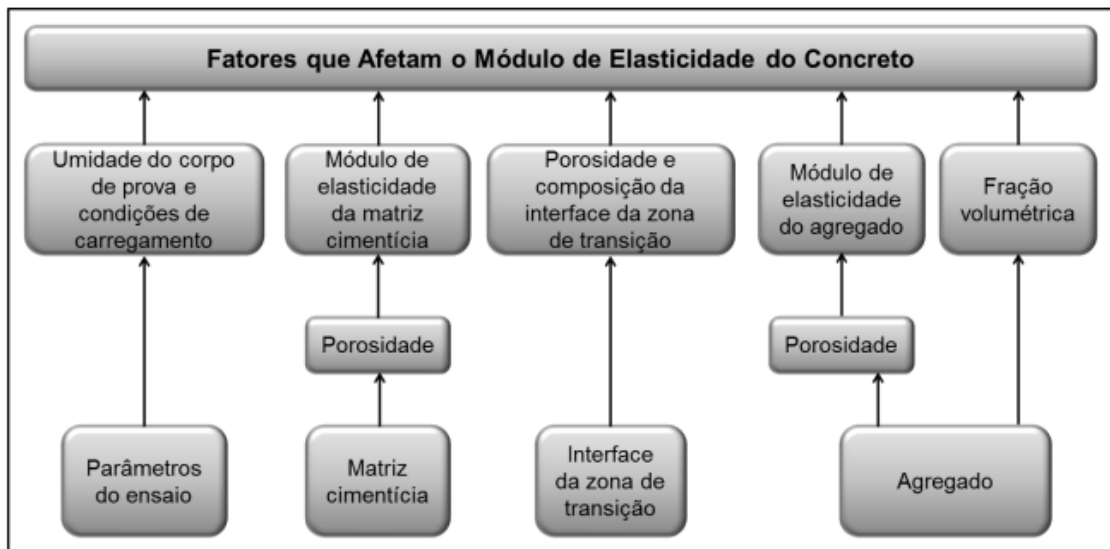 Fatores que Afetam o Módulo de Elasticidade do Concreto
Umidade do corpo
de prova e
condições de
carregamento
Módulo de
elasticidade
da matriz
cimentícia
Porosidade e
composição da
interface da zona
de transição
Módulo de
elasticidade
do agregado
Fração
volumétrica
Porosidade
Porosidade
Parâmetros
do ensaio
Matriz
cimentícia
Interface
da zona de
transição
Agregado